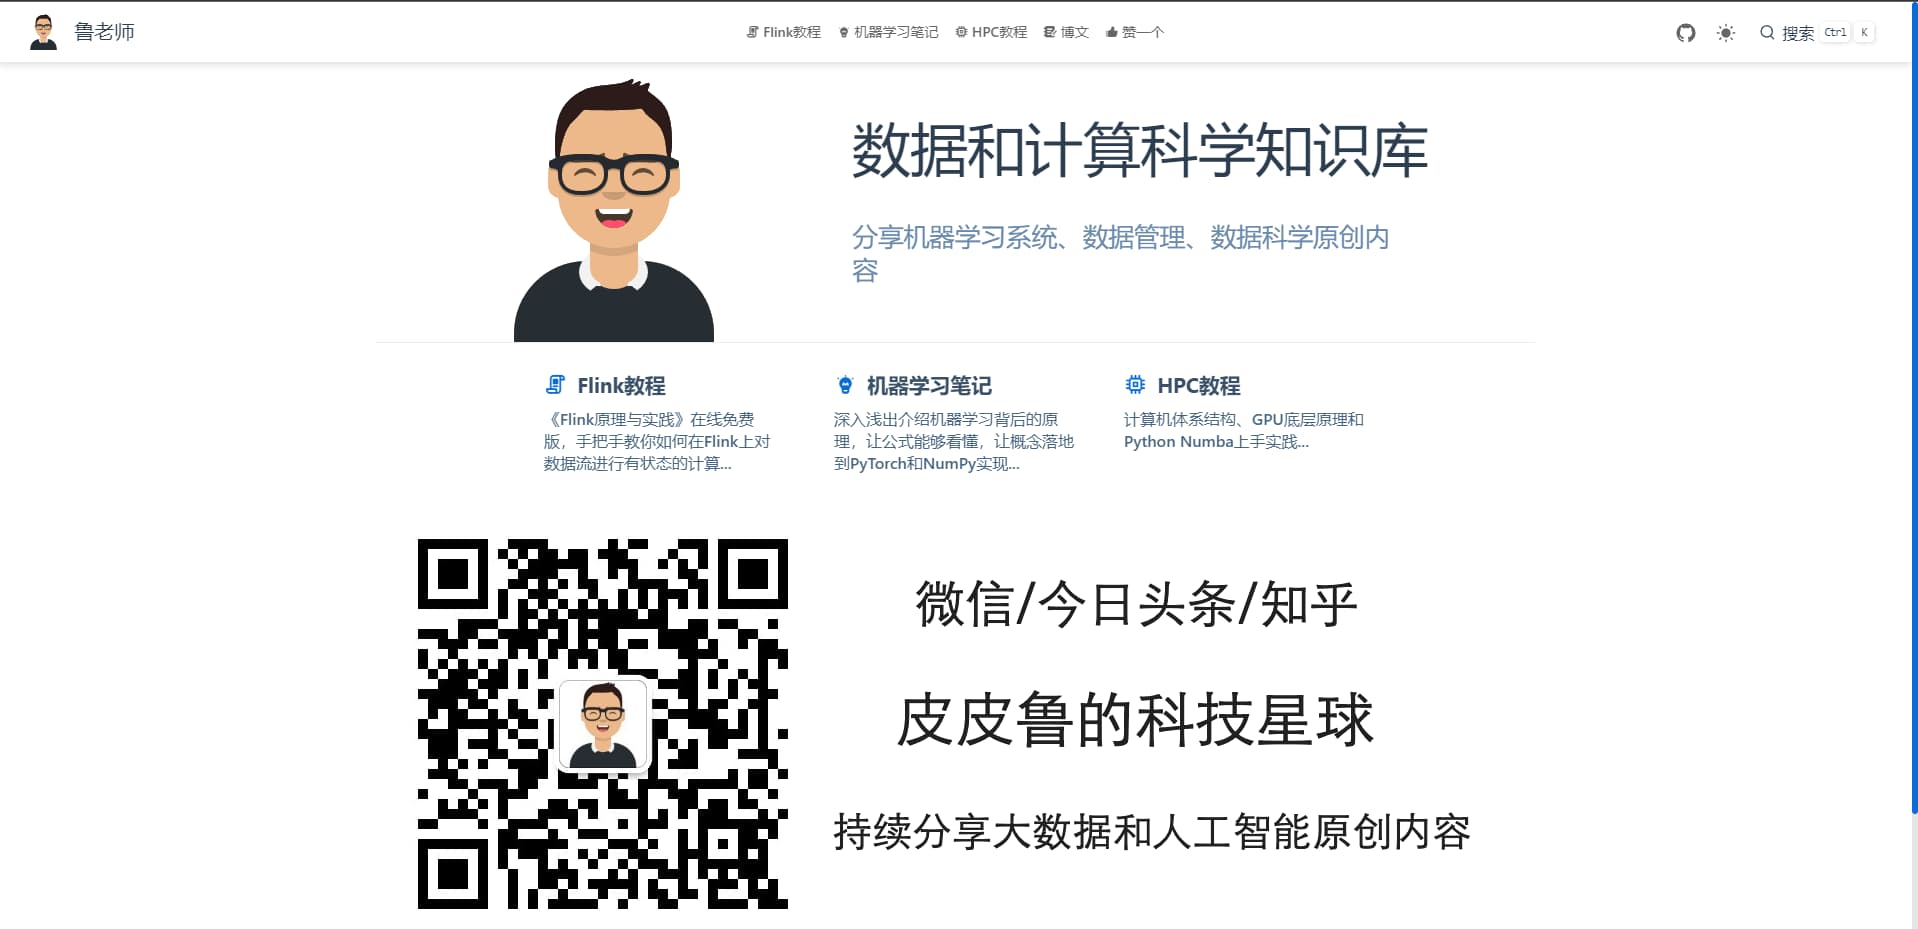 鲁老师
Flink教程 机器学习笔记 HPC教程 博文 赞一个
搜索 Ctrl K
数据和计算科学知识库
分享机器学习系统、数据管理、数据科学原创内
容
Flink教程
《Flink原理与实践》在线免费
版，手把手教你如何在Flink上对
数据流进行有状态的计算...
机器学习笔记
深入浅出介绍机器学习背后的原
理，让公式能够看懂，让概念落地
到PyTorch和NumPy实现...
HPC教程
计算机体系结构、GPU底层原理和
Python Numba上手实践...
微信/今日头条/知乎
皮皮鲁的科技星球
持续分享大数据和人工智能原创内容